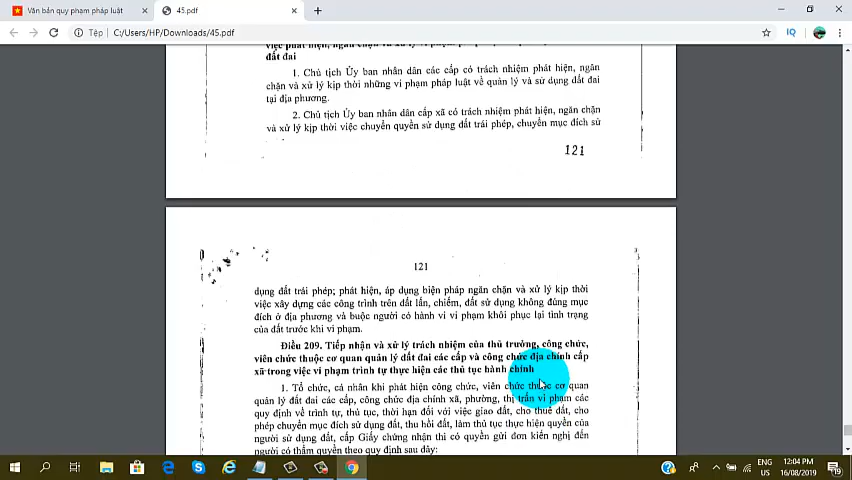 Văn bản quy phạm pháp luật
45.pdf
Tệp
C:/Users/HP/Downloads/45.pdf
IQ
việc phát hiện, ngăn chặn và xử lý vi phạm
đất đai
1. Chủ tịch Ủy ban nhân dân các cấp có trách nhiệm phát hiện, ngăn
chặn và xử lý kịp thời những vi phạm pháp luật về quản lý và sử dụng đất đai
tại địa phương.
2. Chủ tịch Ủy ban nhân dân cấp xã có trách nhiệm phát hiện, ngăn chặn
và xử lý kịp thời việc chuyển quyền sử dụng đất trái phép, chuyển mục đích sử
121
121
dụng đất trái phép; phát hiện, áp dụng biện pháp ngăn chặn và xử lý kịp thời
việc xây dựng các công trình trên đất lấn, chiếm, đất sử dụng không đúng mục
đích ở địa phương và buộc người có hành vi vi phạm khôi phục lại tình trạng
của đất trước khi vi phạm.
Điều 209. Tiếp nhận và xử lý trách nhiệm của thủ trưởng, công chức,
viên chức thuộc cơ quan quản lý đất đai các cấp và công chức địa chính cấp
xã trong việc vi phạm trình tự thực hiện các thủ tục hành chính
1. Tổ chức, cá nhân khi phát hiện công chức, viên chức thuộc cơ quan
quản lý đất đai các cấp, công chức địa chính xã, phường, thị trấn vi phạm các
quy định về trình tự, thủ tục, thời hạn đối với việc giao đất, cho thuê đất, cho
phép chuyển mục đích sử dụng đất, thu hồi đất, làm thủ tục thực hiện quyền của
người sử dụng đất, cấp Giấy chứng nhận thì có quyền gửi đơn kiến nghị đến
người có thẩm quyền theo quy định sau đây:
ENG
US
12:04 PM
16/08/2019
19